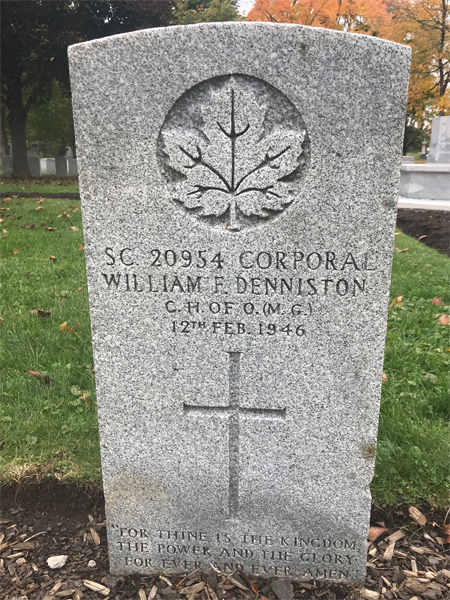 SC. 20954 CORPORAL
WILLIAM F. DENNISTON
C.H. OF O. (M.G.)
12TH FEB. 1946
"FOR THINE IS THE KINGDOM
THE POWER AND THE GLORY
FOR EVER AND EVER. AMEN."